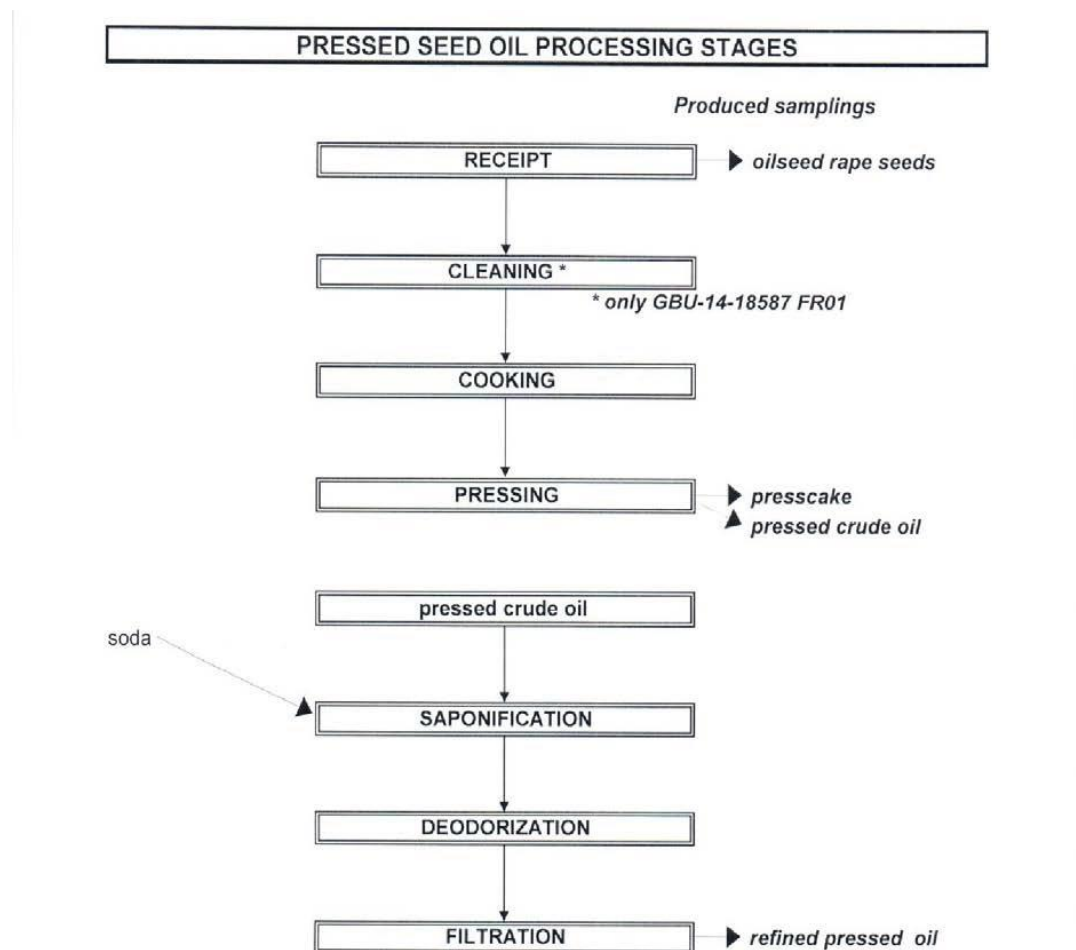 PRESSED SEED OIL PROCESSING STAGES
Produced samplings
RECEIPT
oilseed rape seeds
CLEANING *
* only GBU-14-18587 FR01
COOKING
PRESSING
presscake
pressed crude oil
pressed crude oil
soda
SAPONIFICATION
DEODORIZATION
FILTRATION
refined pressed oil